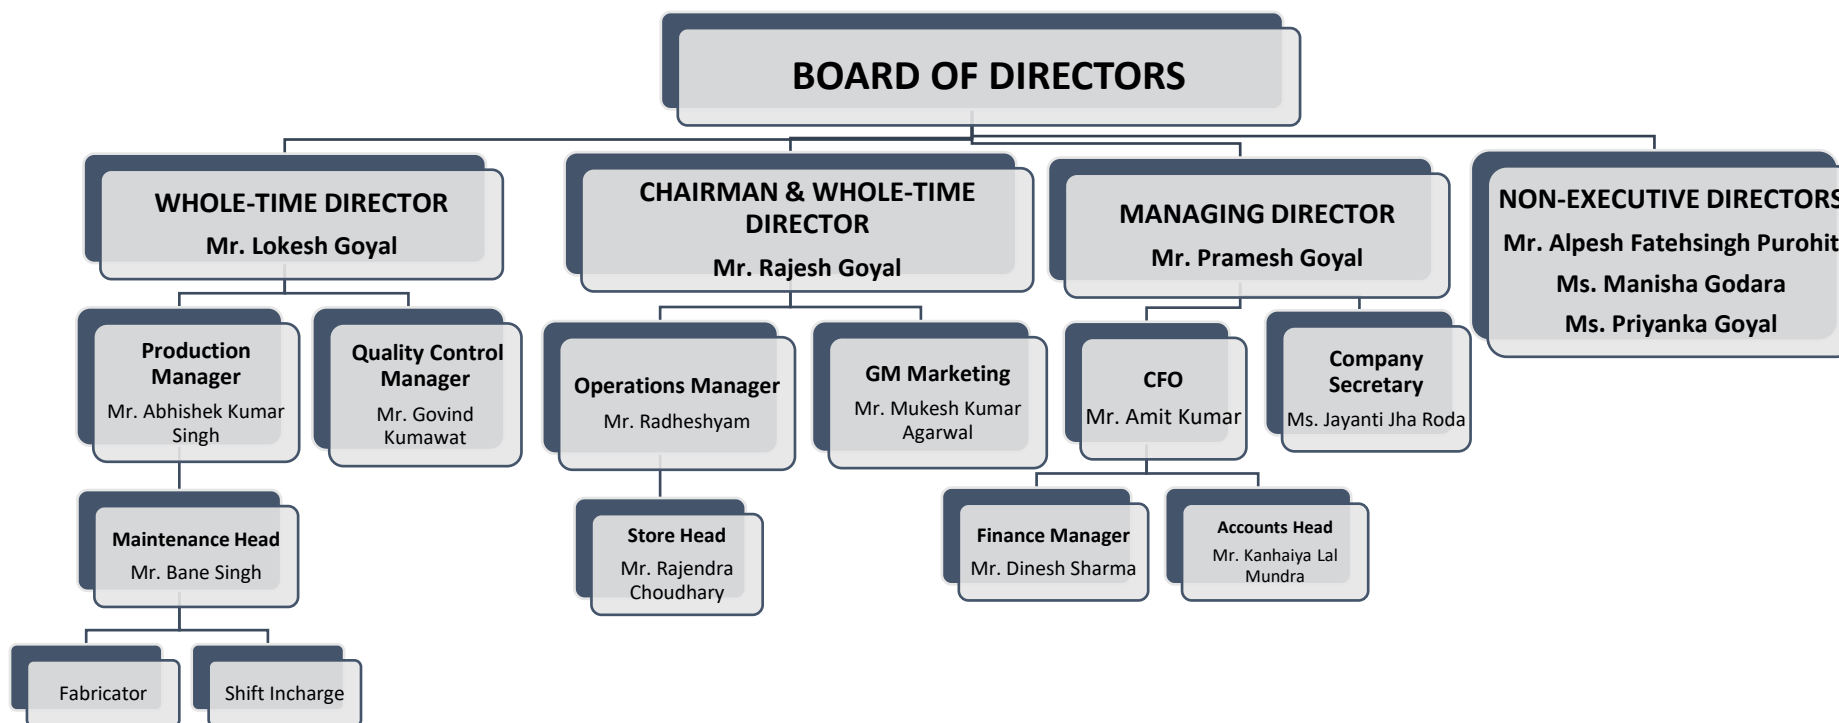 BOARD OF DIRECTORS
WHOLE-TIME DIRECTOR
Mr. Lokesh Goyal
CHAIRMAN & WHOLE-TIME
DIRECTOR
Mr. Rajesh Goyal
MANAGING DIRECTOR
Mr. Pramesh Goyal
NON-EXECUTIVE DIRECTORS
Mr. Alpesh Fatehsingh Purohit
Ms. Manisha Godara
Ms. Priyanka Goyal
Production
Manager
Mr. Abhishek Kumar
Singh
Quality Control
Manager
Mr. Govind
Kumawat
Operations Manager
Mr. Radheshyam
GM Marketing
Mr. Mukesh Kumar
Agarwal
CFO
Mr. Amit Kumar
Company
Secretary
Ms. Jayanti Jha Roda
Maintenance Head
Mr. Bane Singh
Store Head
Mr. Rajendra
Choudhary
Finance Manager
Mr. Dinesh Sharma
Accounts Head
Mr. Kanhaiya Lal
Mundra
Fabricator
Shift Incharge